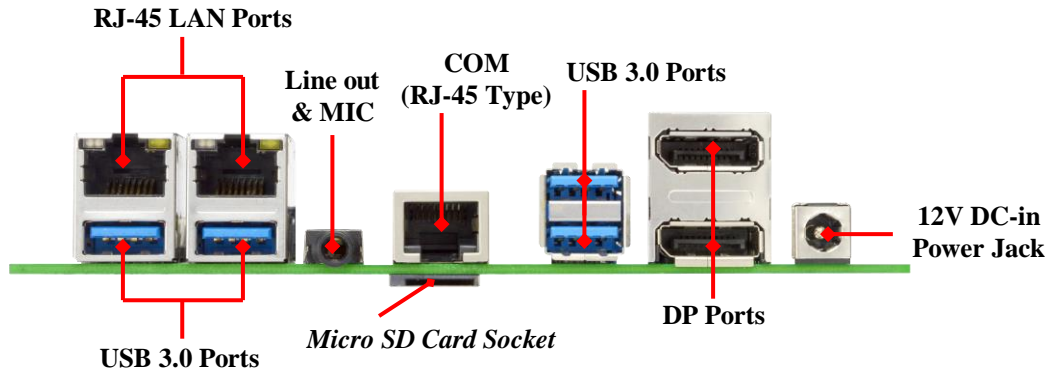 RJ-45 LAN Ports
Line out
& MIC
COM
(RJ-45 Type)
USB 3.0 Ports
12V DC-in
Power Jack
DP Ports
Micro SD Card Socket
USB 3.0 Ports